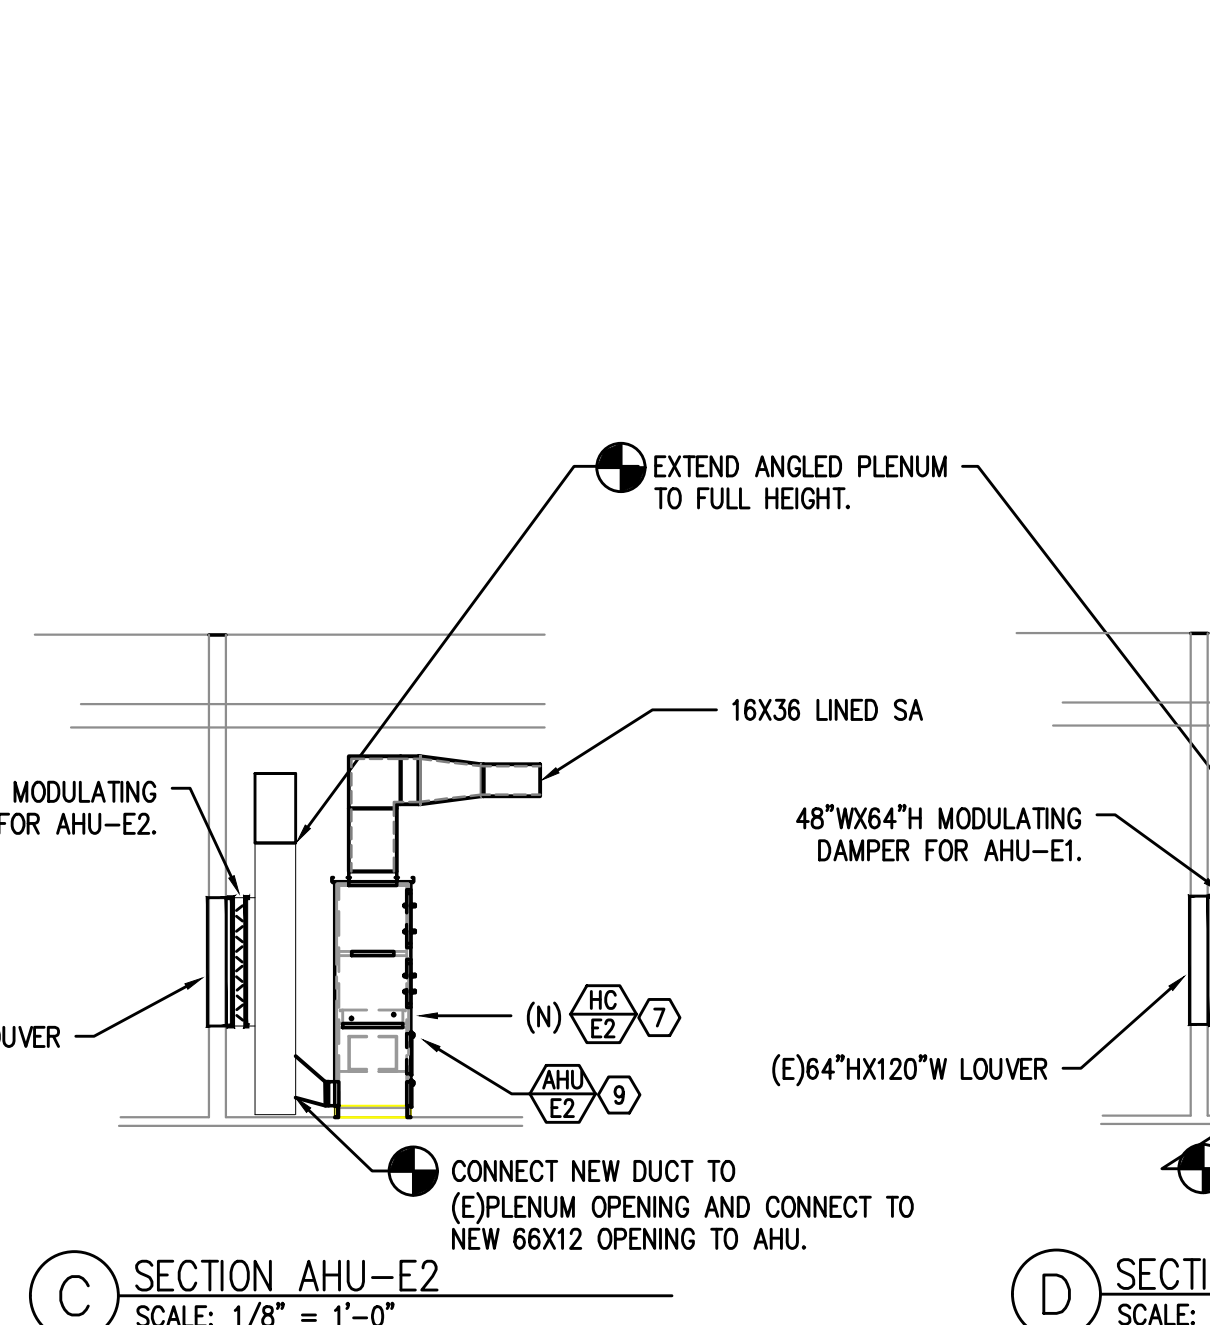 EXTEND ANGLED PLENUM
TO FULL HEIGHT.
16X36 LINED SA
MODULATING
FOR AHU-E2.
48"WX64"H MODULATING
DAMPER FOR AHU-E1.
(N)
HC
E2
7
(E)64"HX120"W LOUVER
AHU
E2
9
CONNECT NEW DUCT TO
(E)PLENUM OPENING AND CONNECT TO
NEW 66X12 OPENING TO AHU.
C
SECTION AHU-E2
SCALE: 1/8" = 1'-0"
D
SCALE: